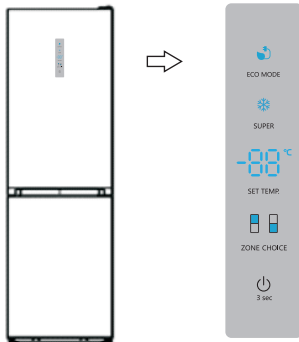 ECO MODE
SUPER
-88°C
SET TEMP.
ZONE CHOICE
3 sec